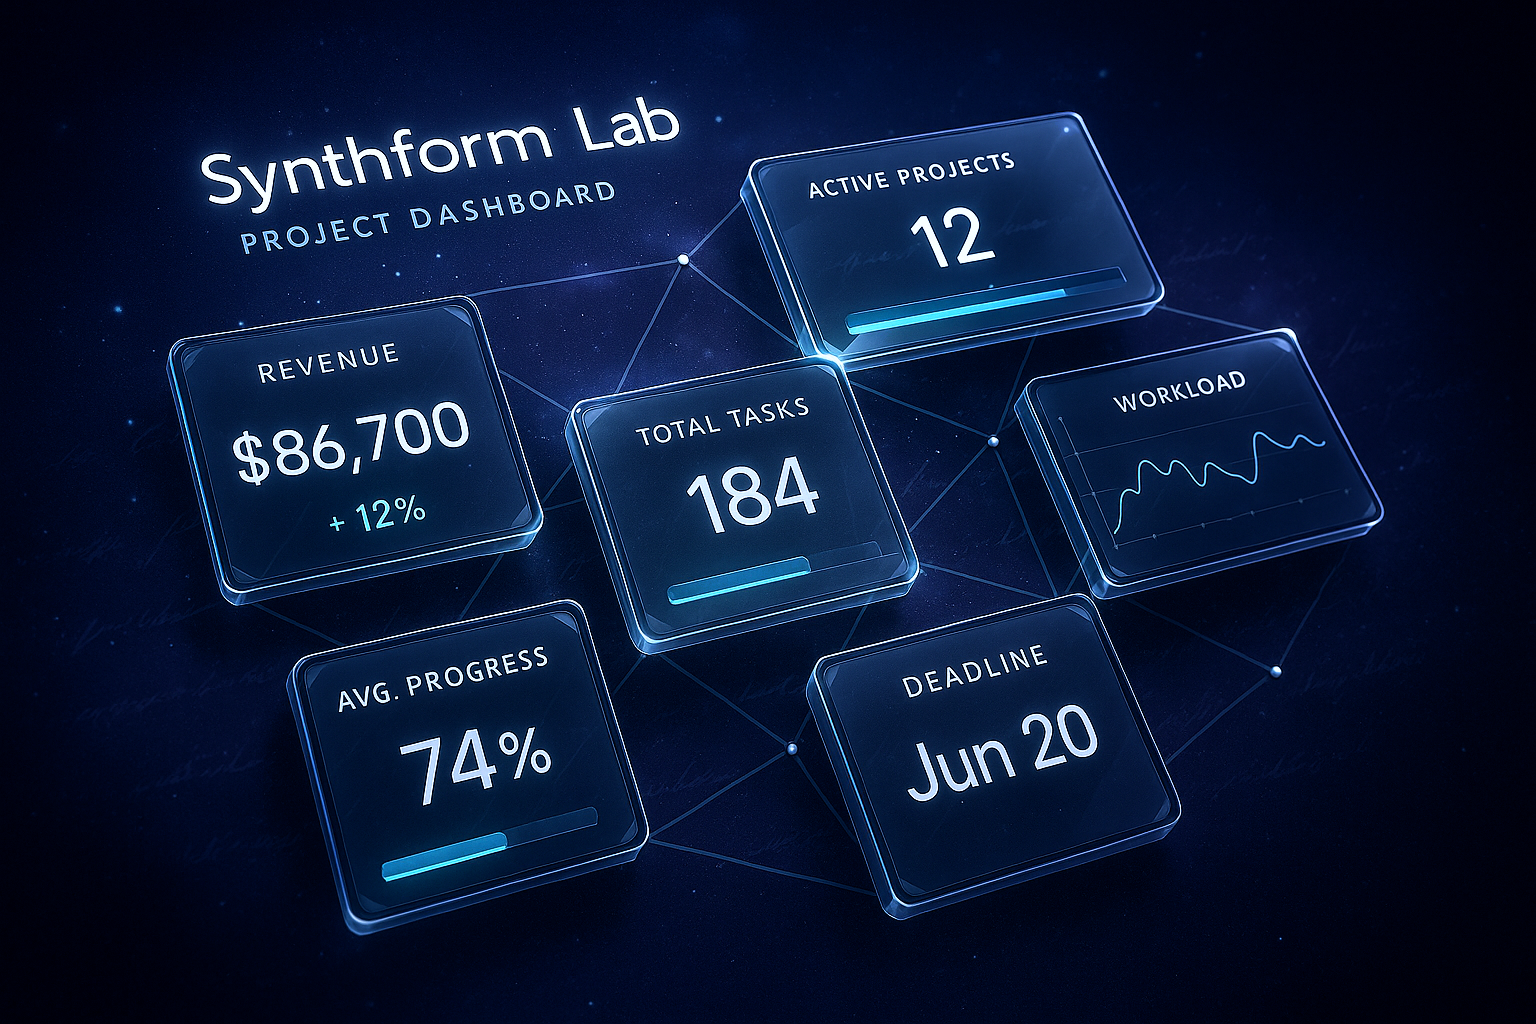 Synthform Lab
PROJECT DASHBOARD
ACTIVE PROJECTS
12
REVENUE
$86,700
+ 12%
TOTAL TASKS
184
WORKLOAD
AVG. PROGRESS
74%
DEADLINE
Jun 20